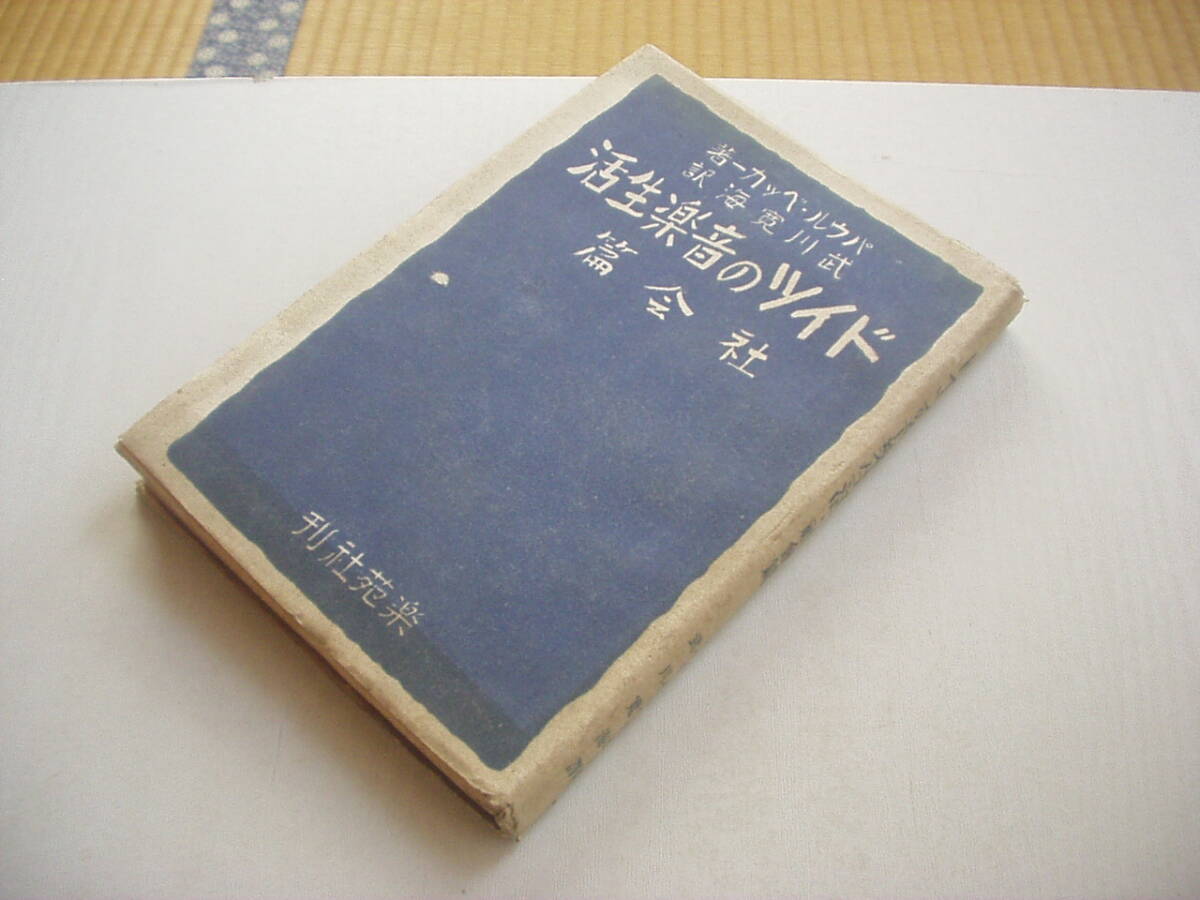 パウル・ベッカー著
武川寛海訳
ドイツの音楽生活
社会篇
楽苑社刊